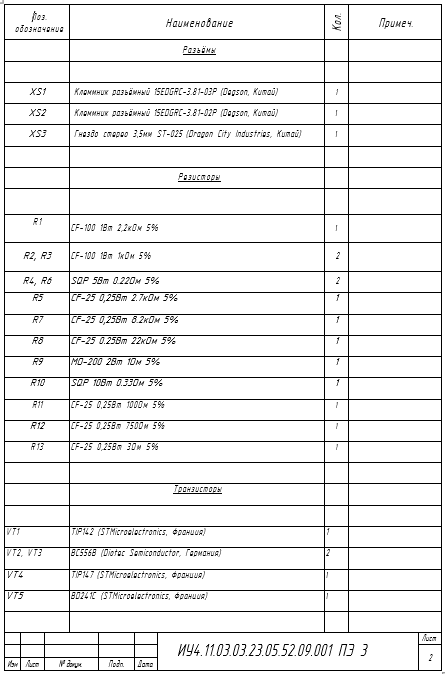 Поз. обозначение Наименование Кол. Примеч.
Разъёмы
XS1 Клеммник разъёмный 15EDGRC-3.81-03P (Degson, Китай) 1
XS2 Клеммник разъёмный 15EDGRC-3.81-02P (Degson, Китай) 1
XS3 Гнездо стерео 3,5мм ST-025 (Dragon City Industries, Китай) 1
Резисторы
R1 CF-100 1Вт 2,2кОм 5% 1
R2, R3 CF-100 1Вт 1кОм 5% 2
R4, R6 SQP 5Вт 0.22Ом 5% 2
R5 CF-25 0,25Вт 2.7кОм 5% 1
R7 CF-25 0,25Вт 8.2кОм 5% 1
R8 CF-25 0.25Вт 22кОм 5% 1
R9 МО-200 2Вт 1Ом 5% 1
R10 SQP 10Вт 0.33Ом 5% 1
R11 CF-25 0,25Вт 100Ом 5% 1
R12 CF-25 0,25Вт 750Ом 5% 1
R13 CF-25 0,25Вт 3Ом 5% 1
Транзисторы
VT1 TIP142 (STMicroelectronics, Франция) 1
VT2, VT3 BC556B (Diotec Semiconductor, Германия) 2
VT4 TIP147 (STMicroelectronics, Франция) 1
VT5 BD241C (STMicroelectronics, Франция) 1
ИУ4.11.03.03.23.05.52.09.001 ПЭ 3
Лист
2
Изм Лист № докум. Подп. Дата